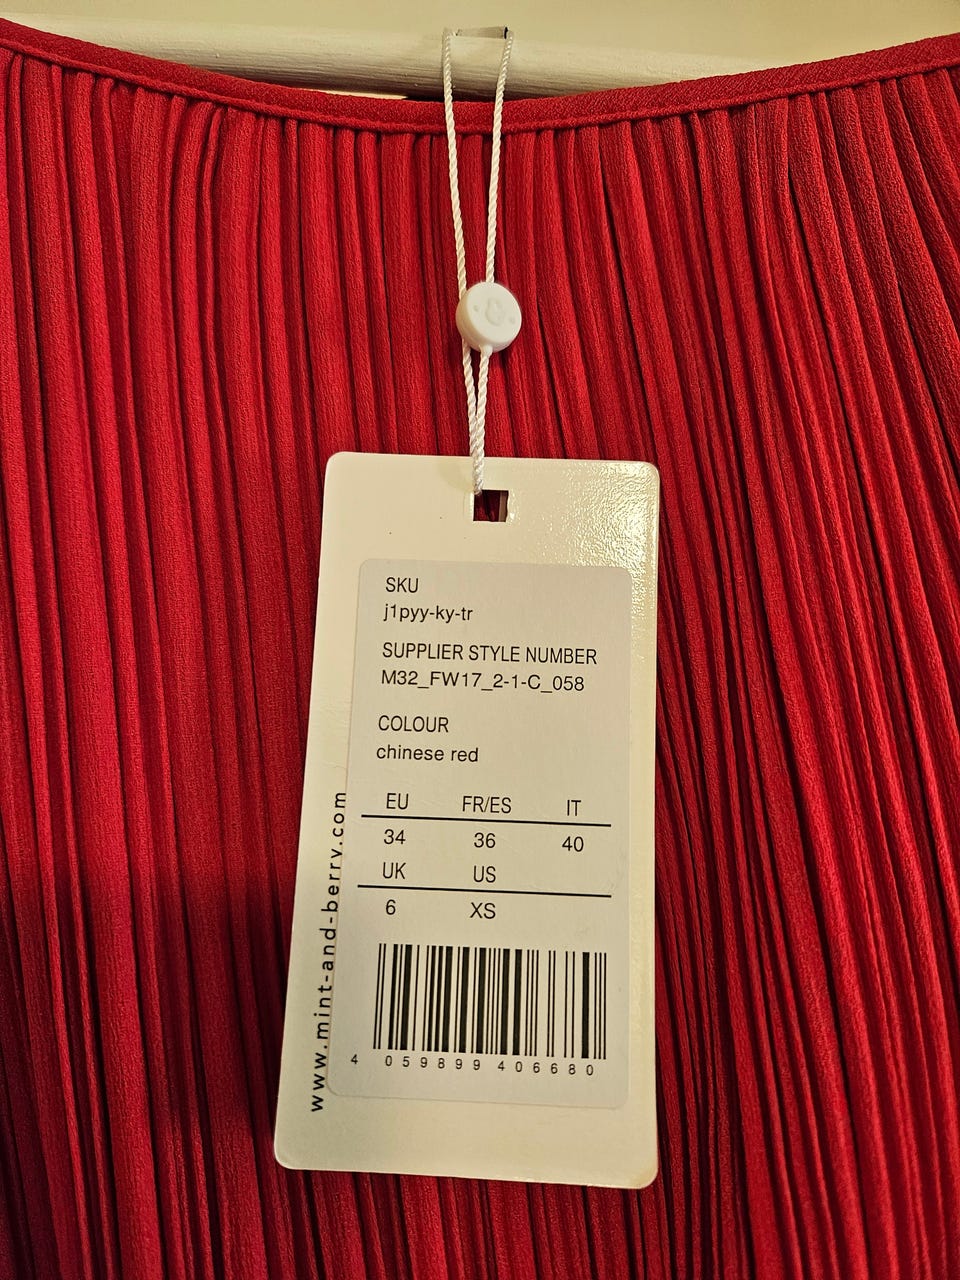 SKU
j1pyy-ky-tr
SUPPLIER STYLE NUMBER
M32_FW17_2-1-C_058
COLOUR
chinese red
EU FR/ES IT
34 36 40
UK US
6 XS
4 059899 406680
www.mint-and-berry.com